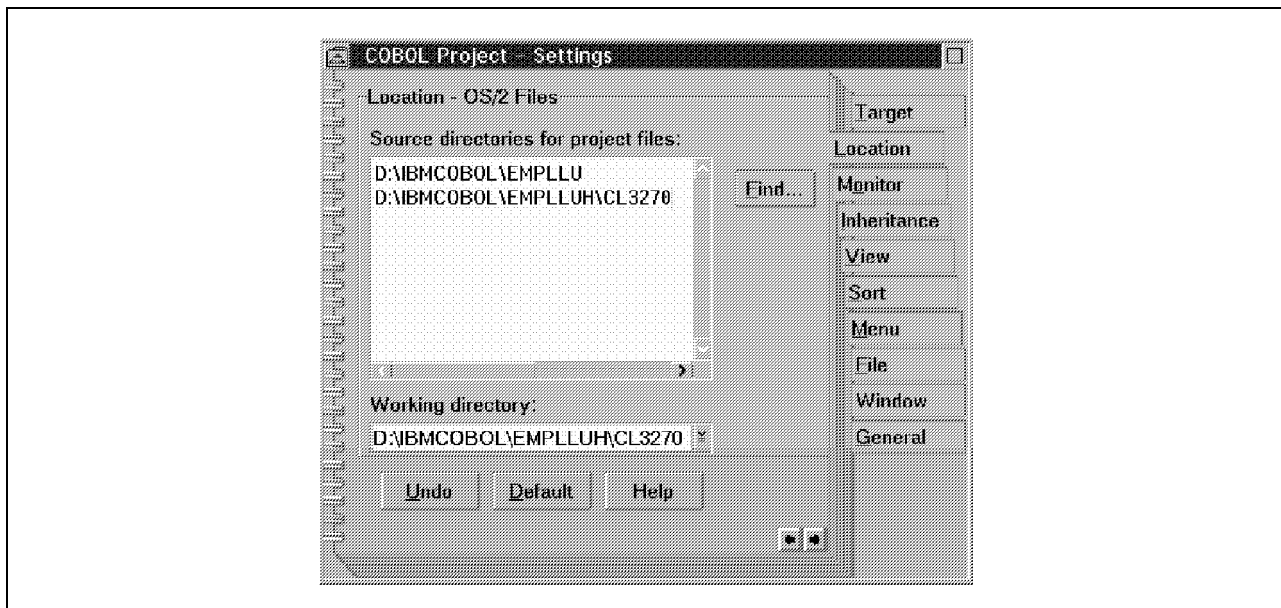 COBOL Project - Settings
Location - OS/2 Files
Source directories for project files:
D:\IBMCOBOL\EMPLLU
D:\IBMCOBOL\EMPLLUH\CL3270
Find...
Working directory:
D:\IBMCOBOL\EMPLLUH\CL3270
Undo Default Help
Target
Location
Monitor
Inheritance
View
Sort
Menu
File
Window
General